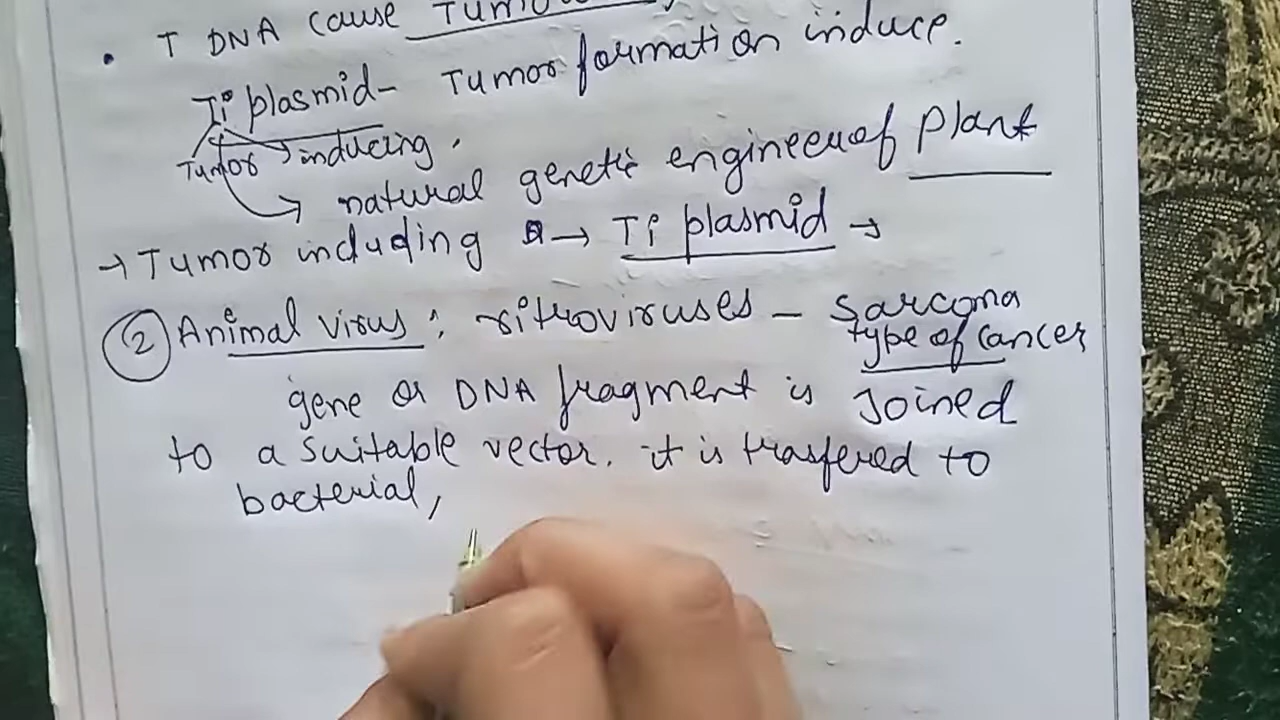 • T DNA cause Tumo
Ti plasmid- Tumor formation induce.
Tumor inducing.
→ natural genetic engineer of plant
→ Tumor including → Ti plasmid →
② Animal virus : ritroviruses - sarcoma
type of cancer
gene or DNA fragment is Joined
to a suitable vector. it is trasfered to
bacterial,